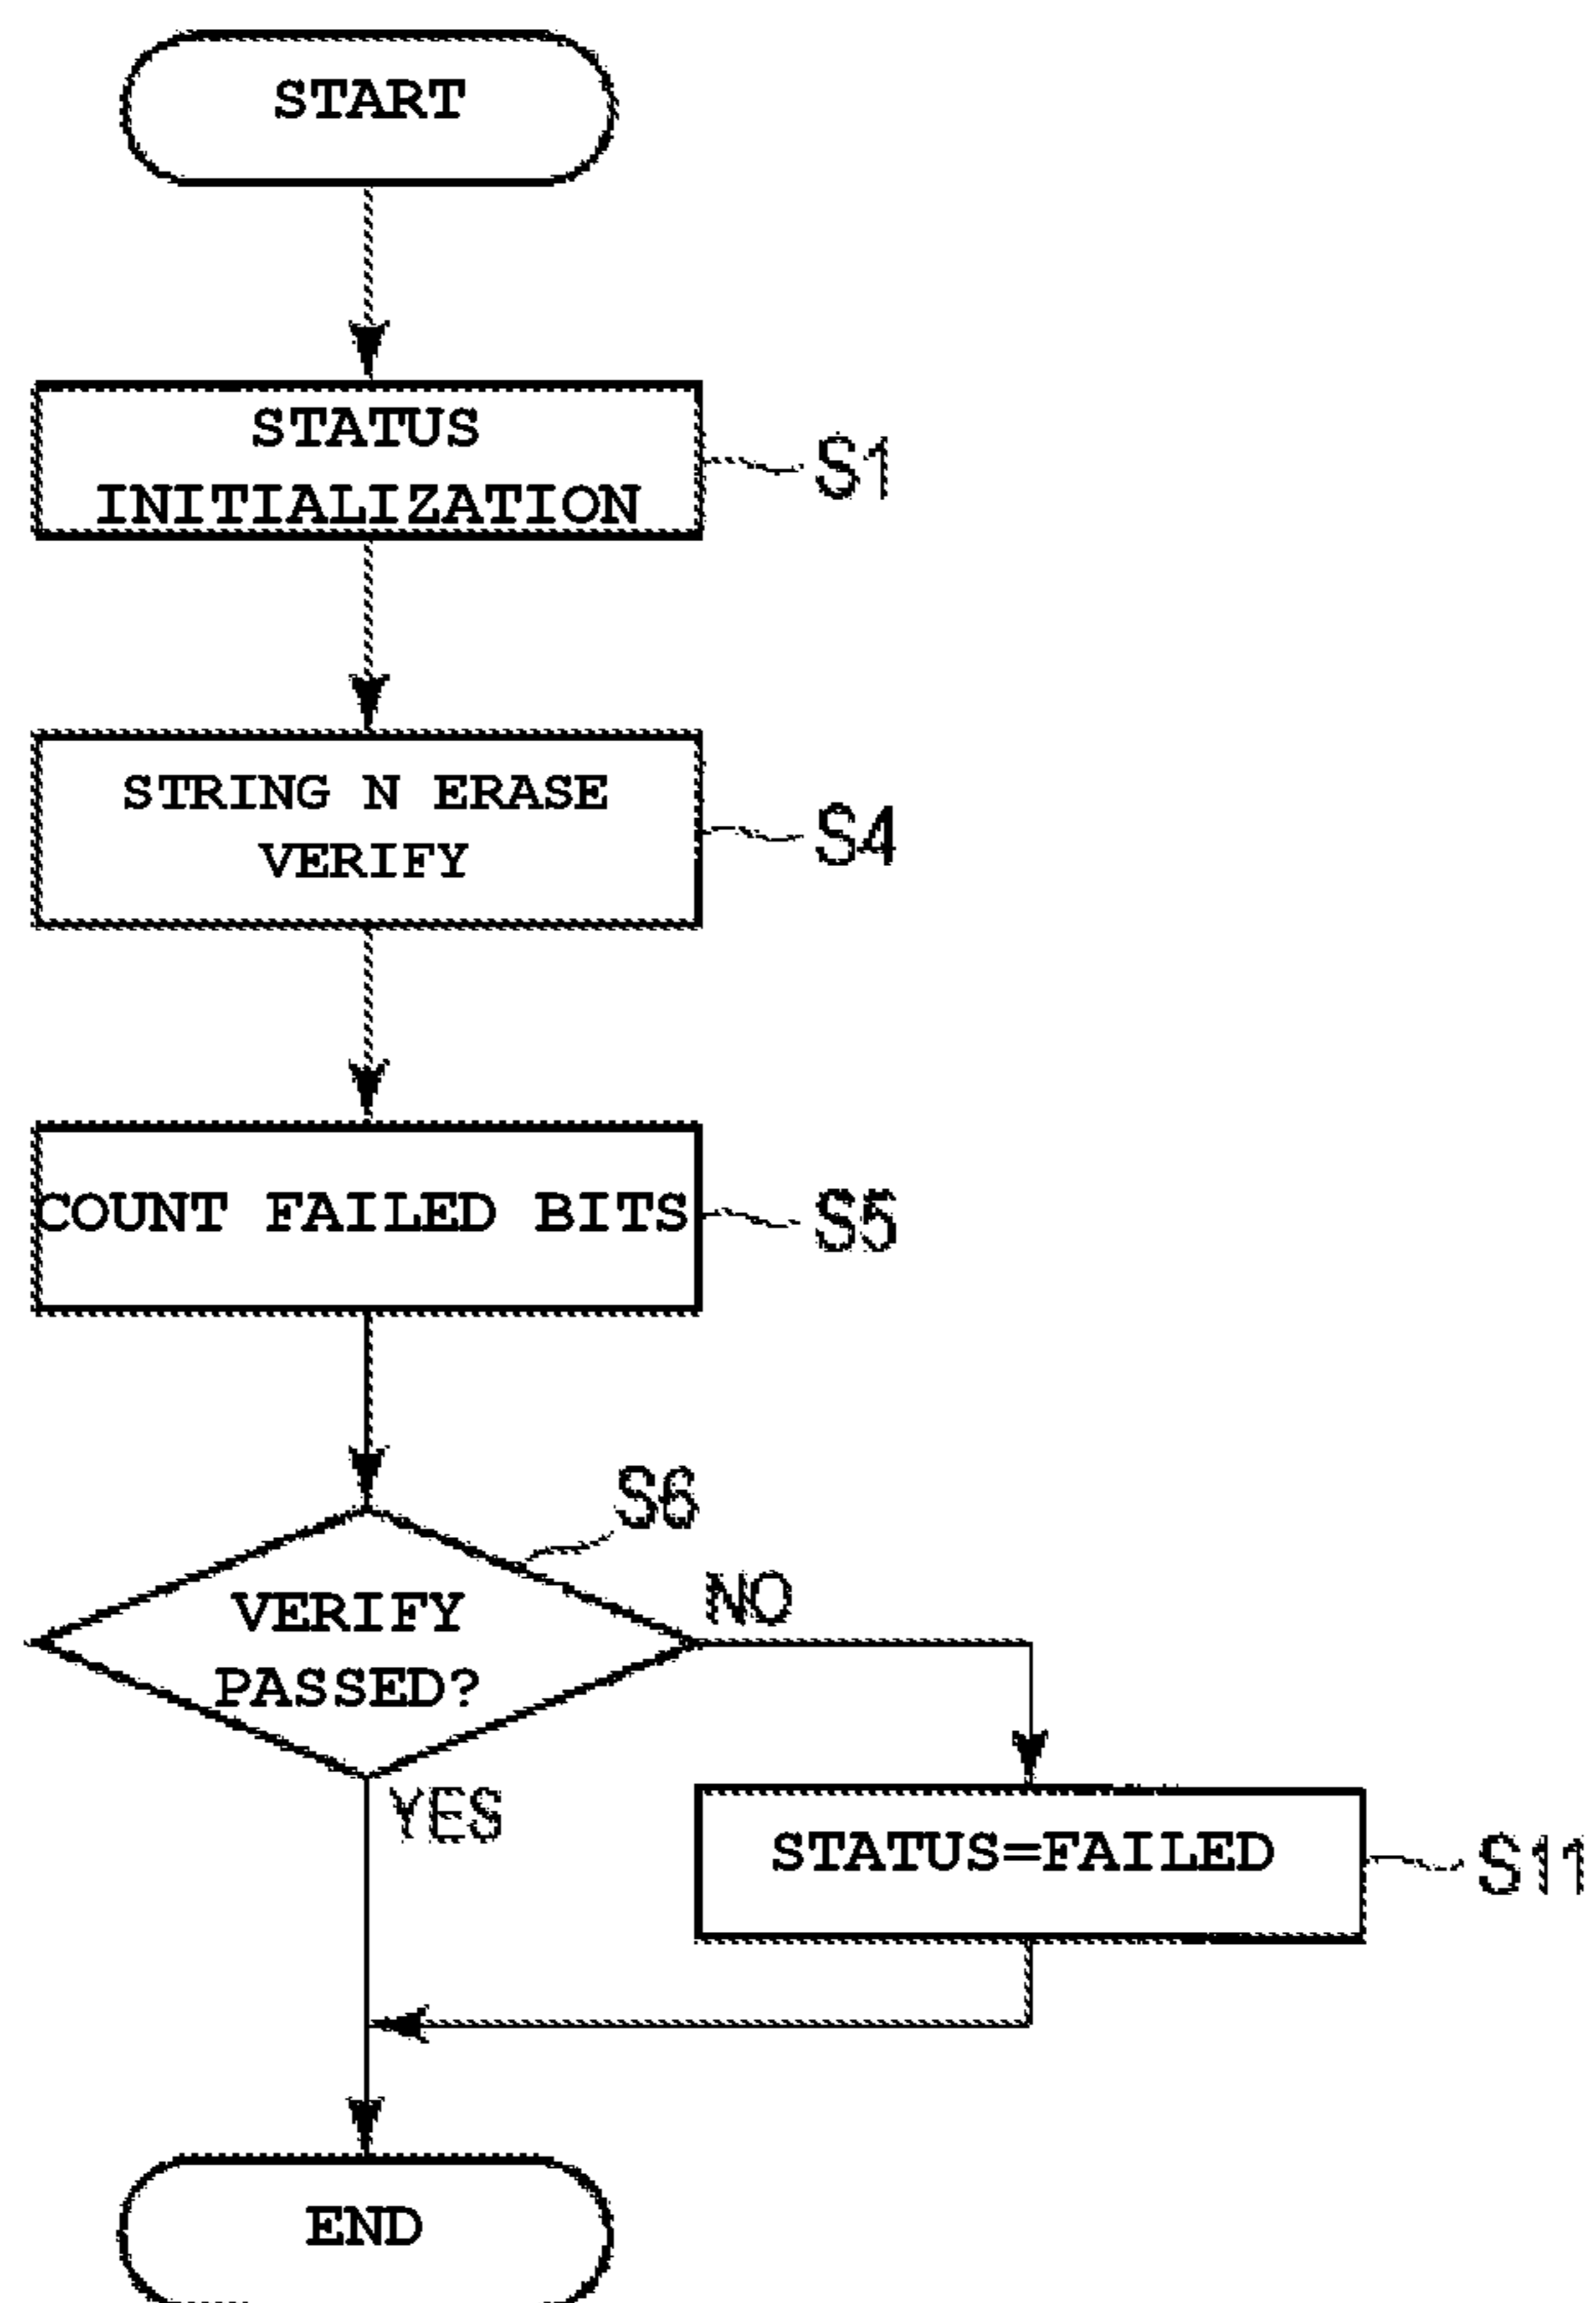 START
STATUS
INITIALIZATION
S1
STRING N ERASE
VERIFY
S4
COUNT FAILED BITS
S5
S6
VERIFY
PASSED?
NO
YES
STATUS=FAILED
S11
END